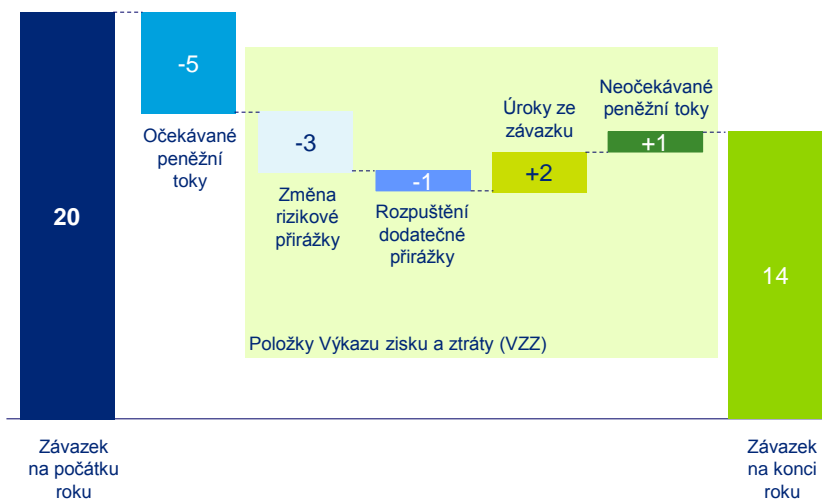 20
Závazek
na počátku
roku
-5
Očekávané
peněžní
toky
-3
Změna
rizikové
přirážky
-1
Rozpuštění
dodatečné
přirážky
Úroky ze
závazku
+2
Neočekávané
peněžní toky
+1
Položky Výkazu zisku a ztráty (VZZ)
14
Závazek
na konci
roku